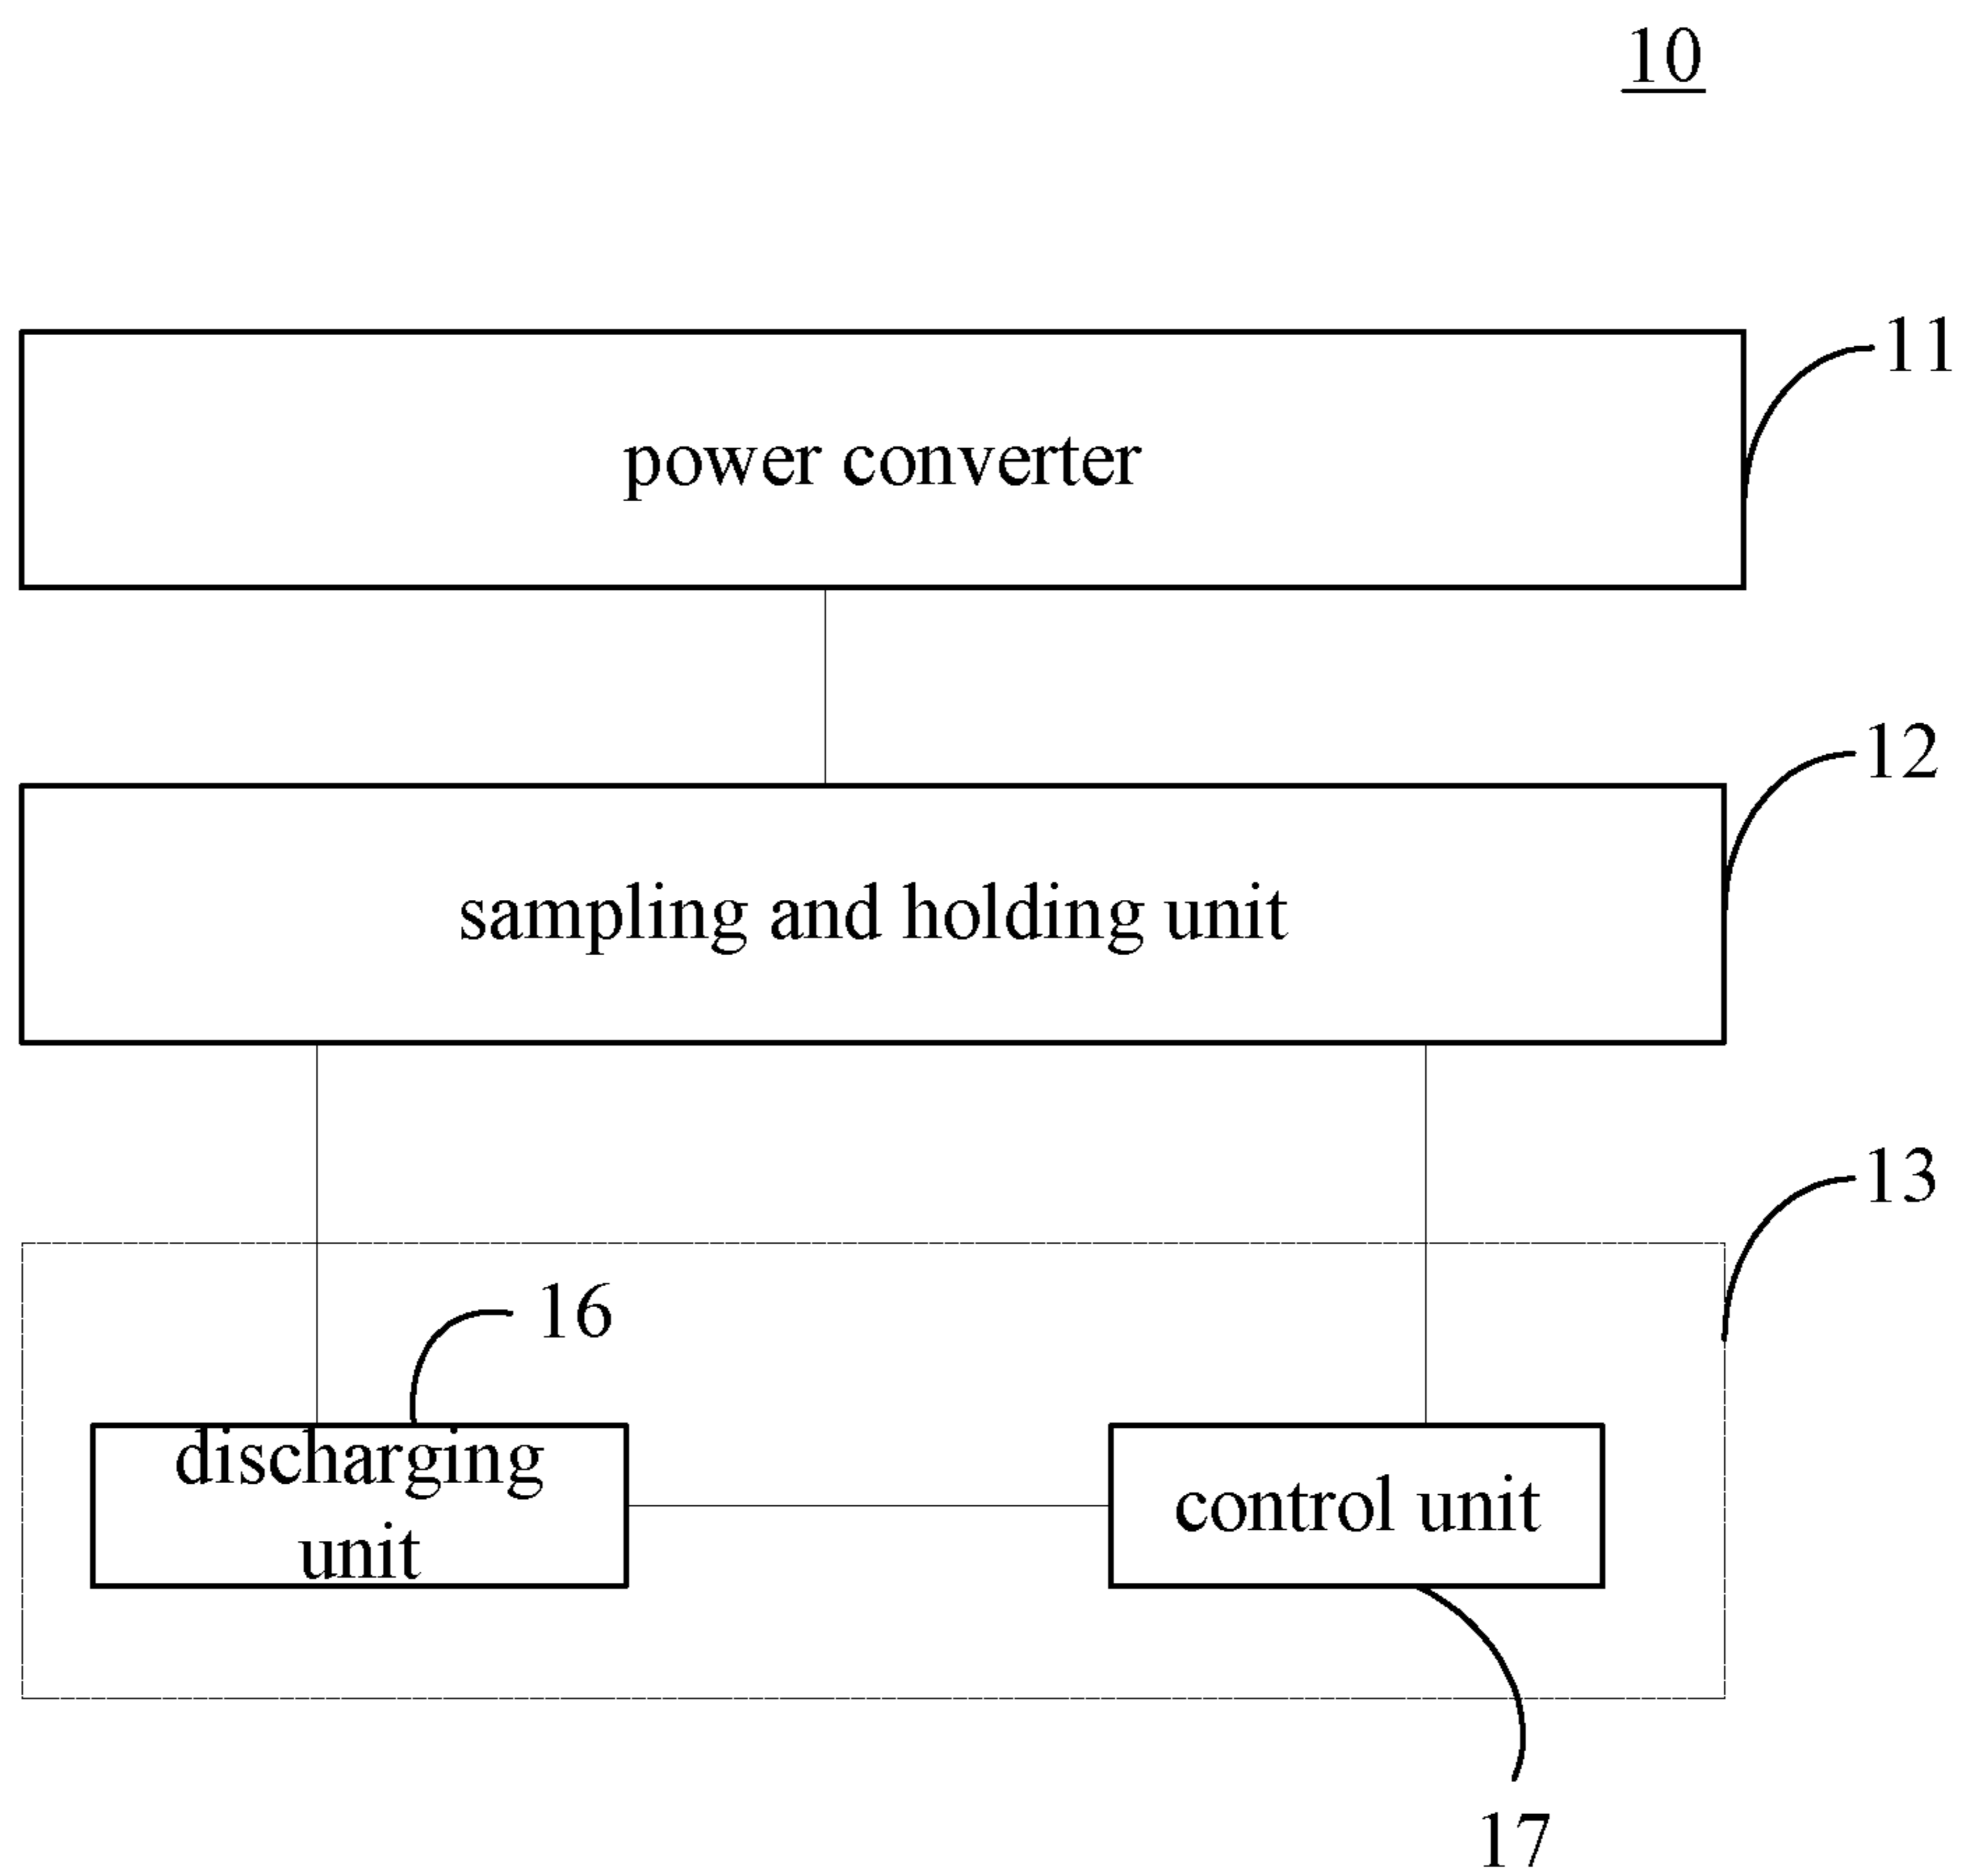 10
11
power converter
12
sampling and holding unit
13
16
discharging
unit
control unit
17